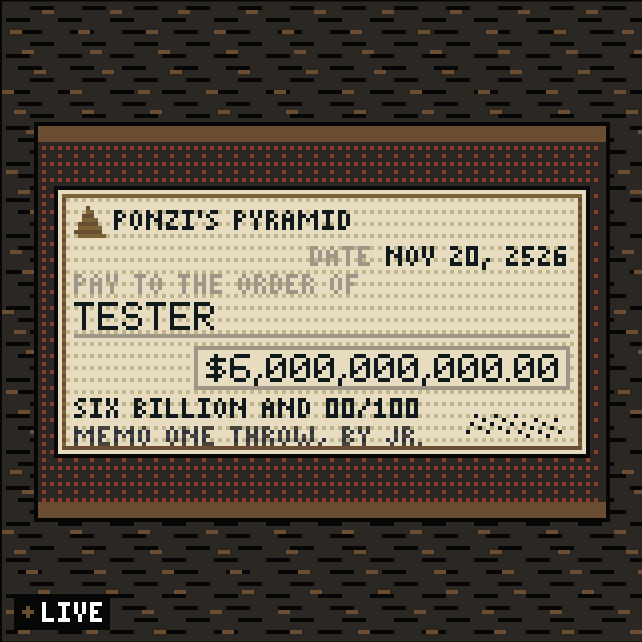 PONZI'S PYRAMID
DATE NOV 20, 2526
PAY TO THE ORDER OF
TESTER
$6,000,000,000.00
SIX BILLION AND 00/100
MEMO ONE THROW. BY JR.
+LIVE